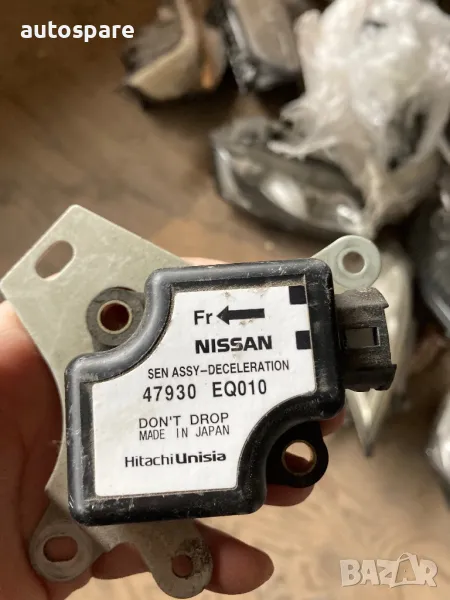 autospare
Fr
NISSAN
SEN ASSY-DECELERATION
47930 EQ010
DON'T DROP
MADE IN JAPAN
HitachiUnisia
BAZAR